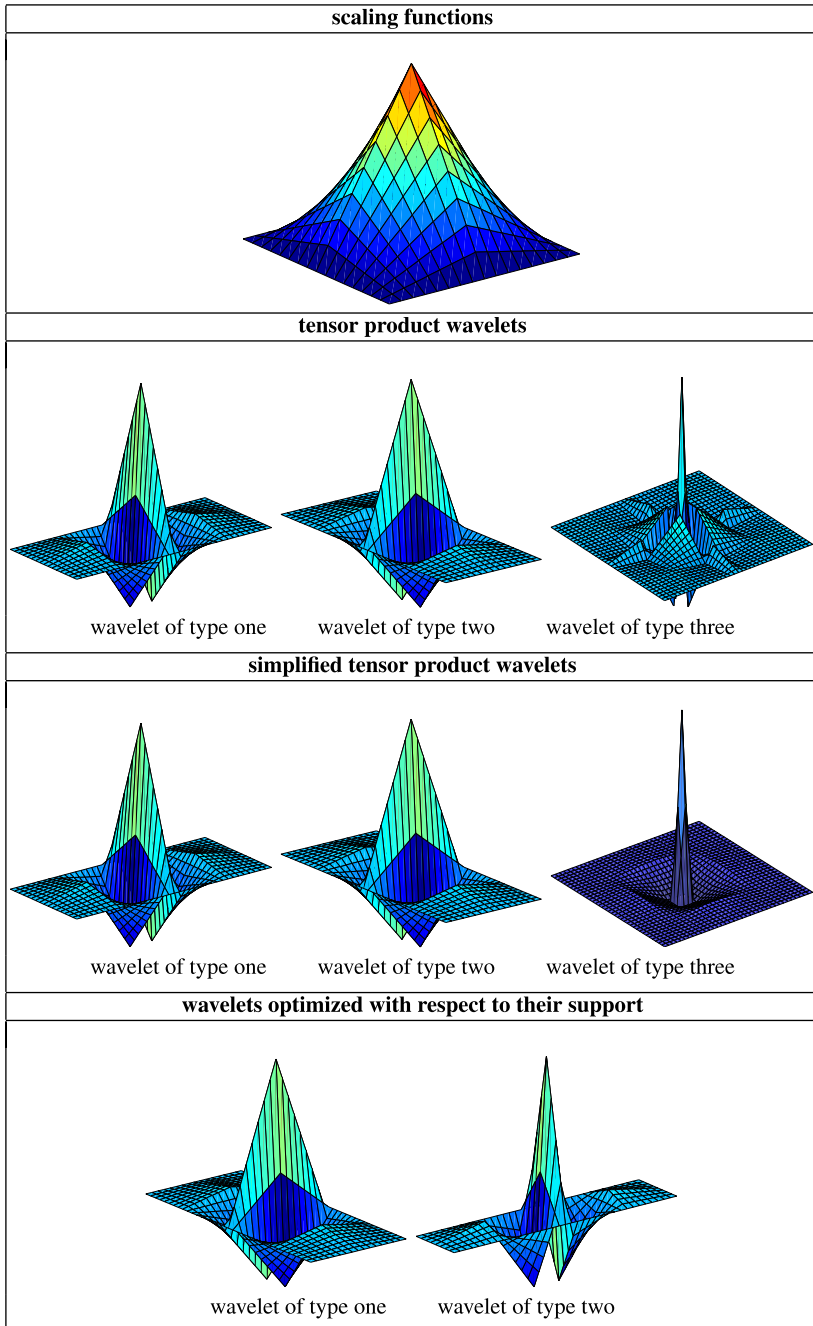 scaling functions
tensor product wavelets
wavelet of type one wavelet of type two wavelet of type three
simplified tensor product wavelets
wavelet of type one wavelet of type two wavelet of type three
wavelets optimized with respect to their support
wavelet of type one wavelet of type two